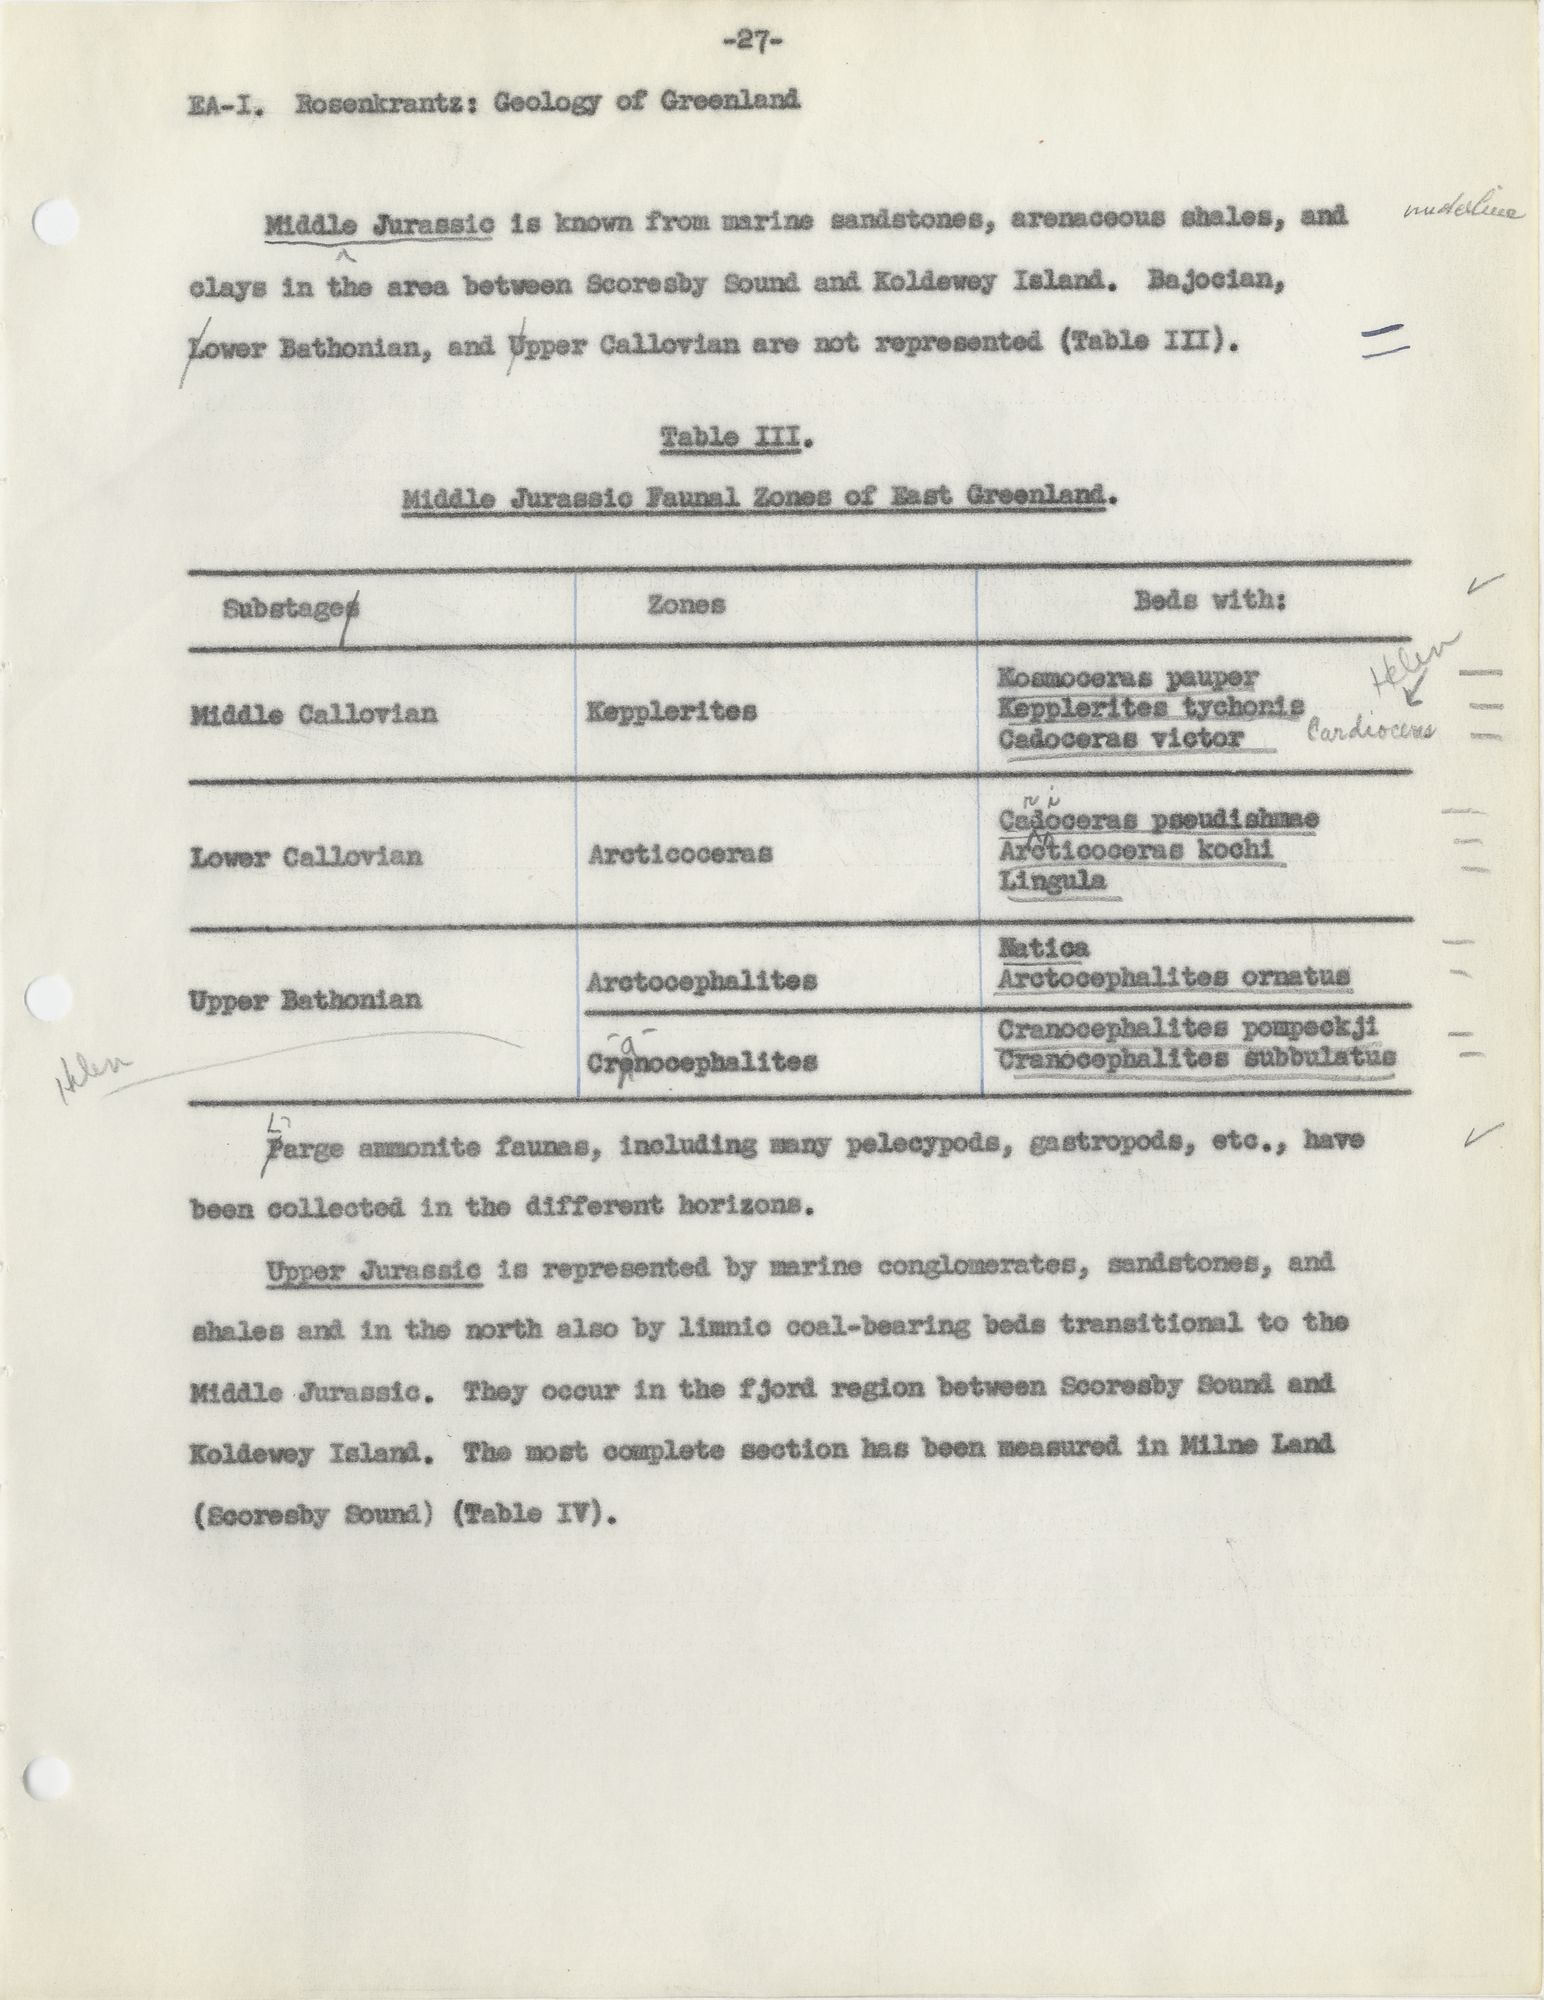 -27-
EA-I. Rosenkrantz: Geology of Greenland
Middle Jurassic is known from marine sandstones, arenaceous shales, and underline
clays in the area between Scoresby Sound and Koldewey Island. Bajocian,
Lower Bathonian, and Upper Callovian are not represented (Table III).
Table III.
Middle Jurassic Faunal Zones of East Greenland.
Substages Zones Beds with:
Helen
Kosmoceras pauper
Middle Callovian Kepplerites Kepplerites tychonis
Cadoceras victor Cardioceras
r i
Cadoceras pseudishmae
Lower Callovian Arcticoceras Arcticoceras kochi
Lingula
Natica
Arctocephalites Arctocephalites ornatus
Upper Bathonian
Cranocephalites pompeckji
a
Crenocephalites Cranocephalites subbulatus
Helen
L
Farge ammonite faunas, including many pelecypods, gastropods, etc., have
been collected in the different horizons.
Upper Jurassic is represented by marine conglomerates, sandstones, and
shales and in the north also by limnic coal-bearing beds transitional to the
Middle Jurassic. They occur in the fjord region between Scoresby Sound and
Koldewey Island. The most complete section has been measured in Milne Land
(Scoresby Sound) (Table IV).